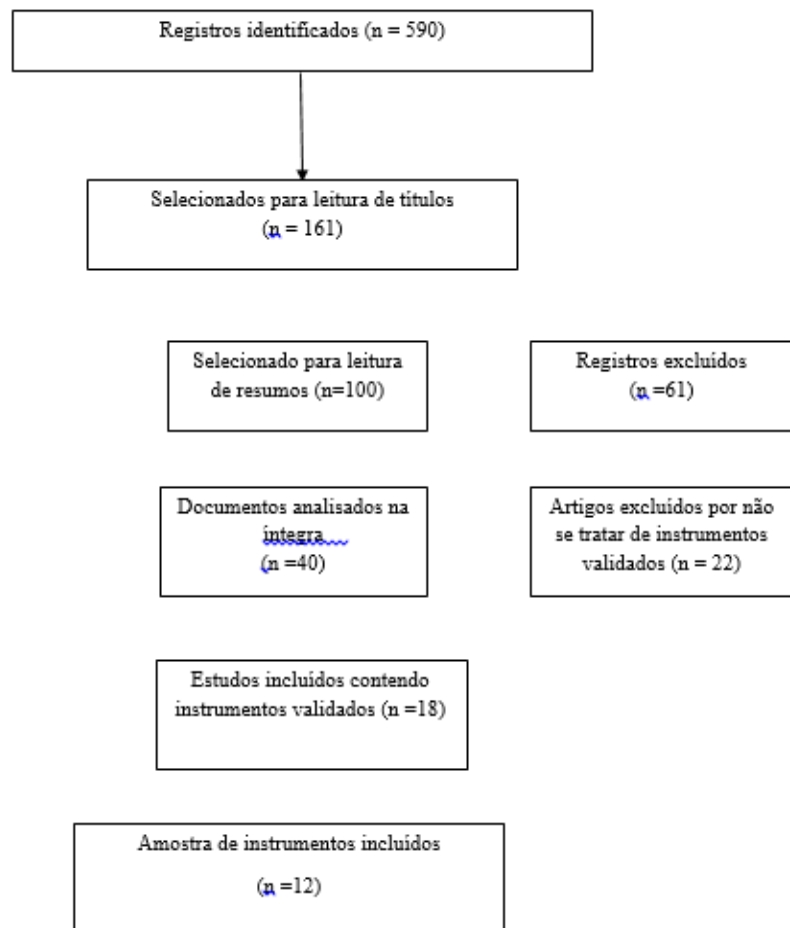 Registros identificados (n = 590)
Selecionados para leitura de títulos
(n = 161)
Selecionado para leitura
de resumos (n=100)
Registros excluídos
(n =61)
Documentos analisados na
íntegra
(n =40)
Artigos excluídos por não
se tratar de instrumentos
validados (n = 22)
Estudos incluídos contendo
instrumentos validados (n =18)
Amostra de instrumentos incluídos
(n =12)